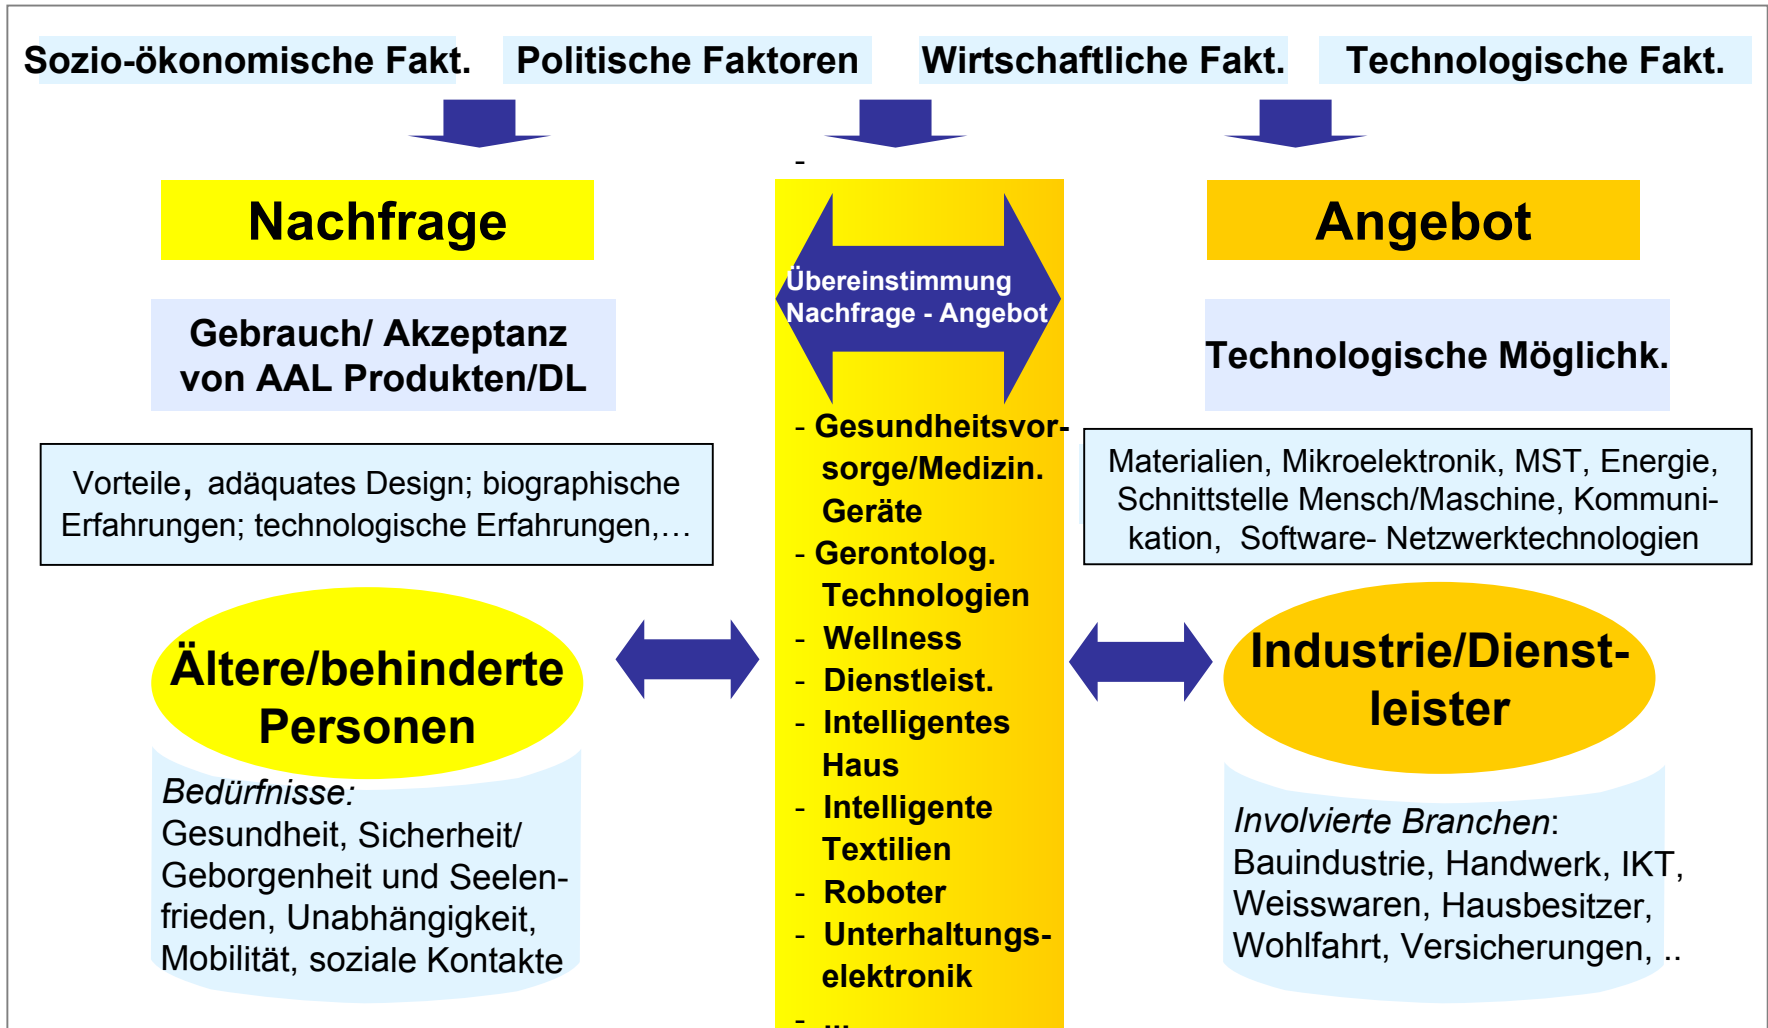 Sozio-ökonomische Fakt.
Politische Faktoren
Wirtschaftliche Fakt.
Technologische Fakt.
Nachfrage
Gebrauch/ Akzeptanz
von AAL Produkten/DL
Vorteile, adäquates Design; biographische
Erfahrungen; technologische Erfahrungen,…
Ältere/behinderte
Personen
Bedürfnisse:
Gesundheit, Sicherheit/
Geborgenheit und Seelen-
frieden, Unabhängigkeit,
Mobilität, soziale Kontakte
-
Übereinstimmung
Nachfrage - Angebot
- Gesundheitsvor-
sorge/Medizin.
Geräte
- Gerontolog.
Technologien
- Wellness
- Dienstleist.
- Intelligentes
Haus
- Intelligente
Textilien
- Roboter
- Unterhaltungs-
elektronik
- ...
Angebot
Technologische Möglichk.
Materialien, Mikroelektronik, MST, Energie,
Schnittstelle Mensch/Maschine, Kommuni-
kation, Software- Netzwerktechnologien
Industrie/Dienst-
leister
Involvierte Branchen:
Bauindustrie, Handwerk, IKT,
Weisswaren, Hausbesitzer,
Wohlfahrt, Versicherungen, ..